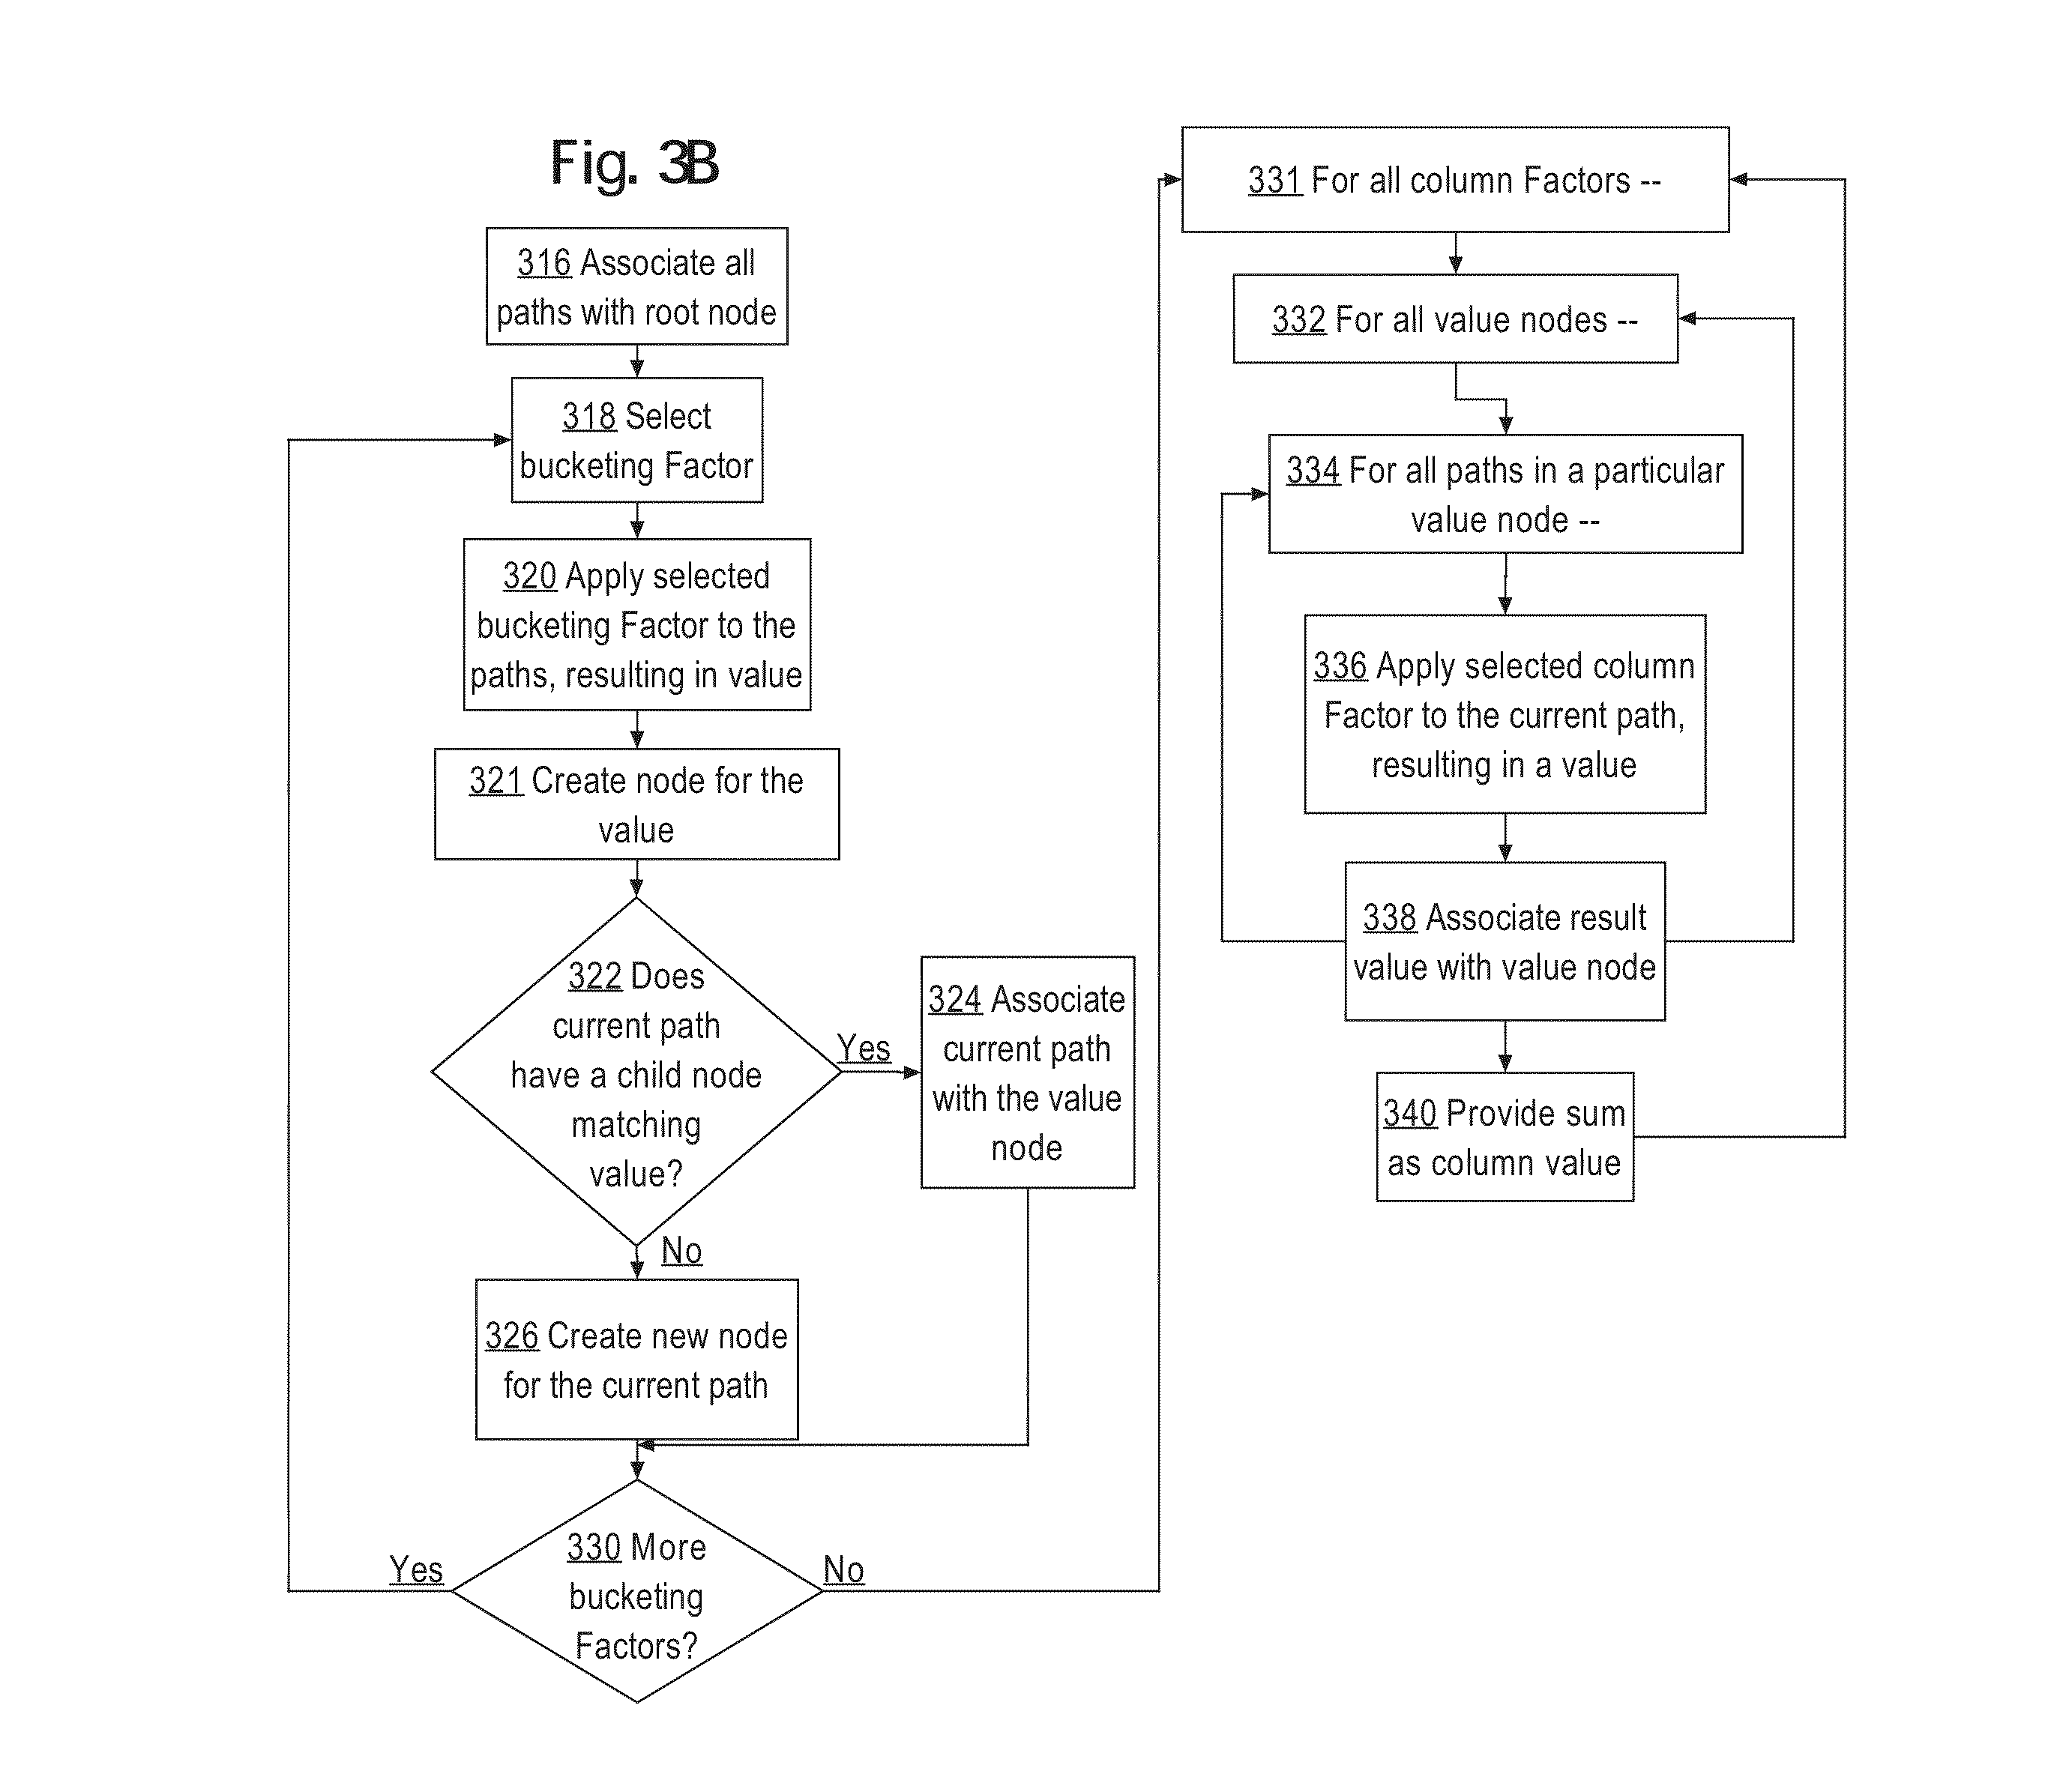 Fig. 3B
316 Associate all
paths with root node
318 Select
bucketing Factor
320 Apply selected
bucketing Factor to the
paths, resulting in value
321 Create node for the
value
322 Does
current path
have a child node
matching
value?
Yes
324 Associate
current path
with the value
node
No
326 Create new node
for the current path
330 More
bucketing
Factors?
Yes
No
331 For all column Factors --
332 For all value nodes --
334 For all paths in a particular
value node --
336 Apply selected column
Factor to the current path,
resulting in a value
338 Associate result
value with value node
340 Provide sum
as column value